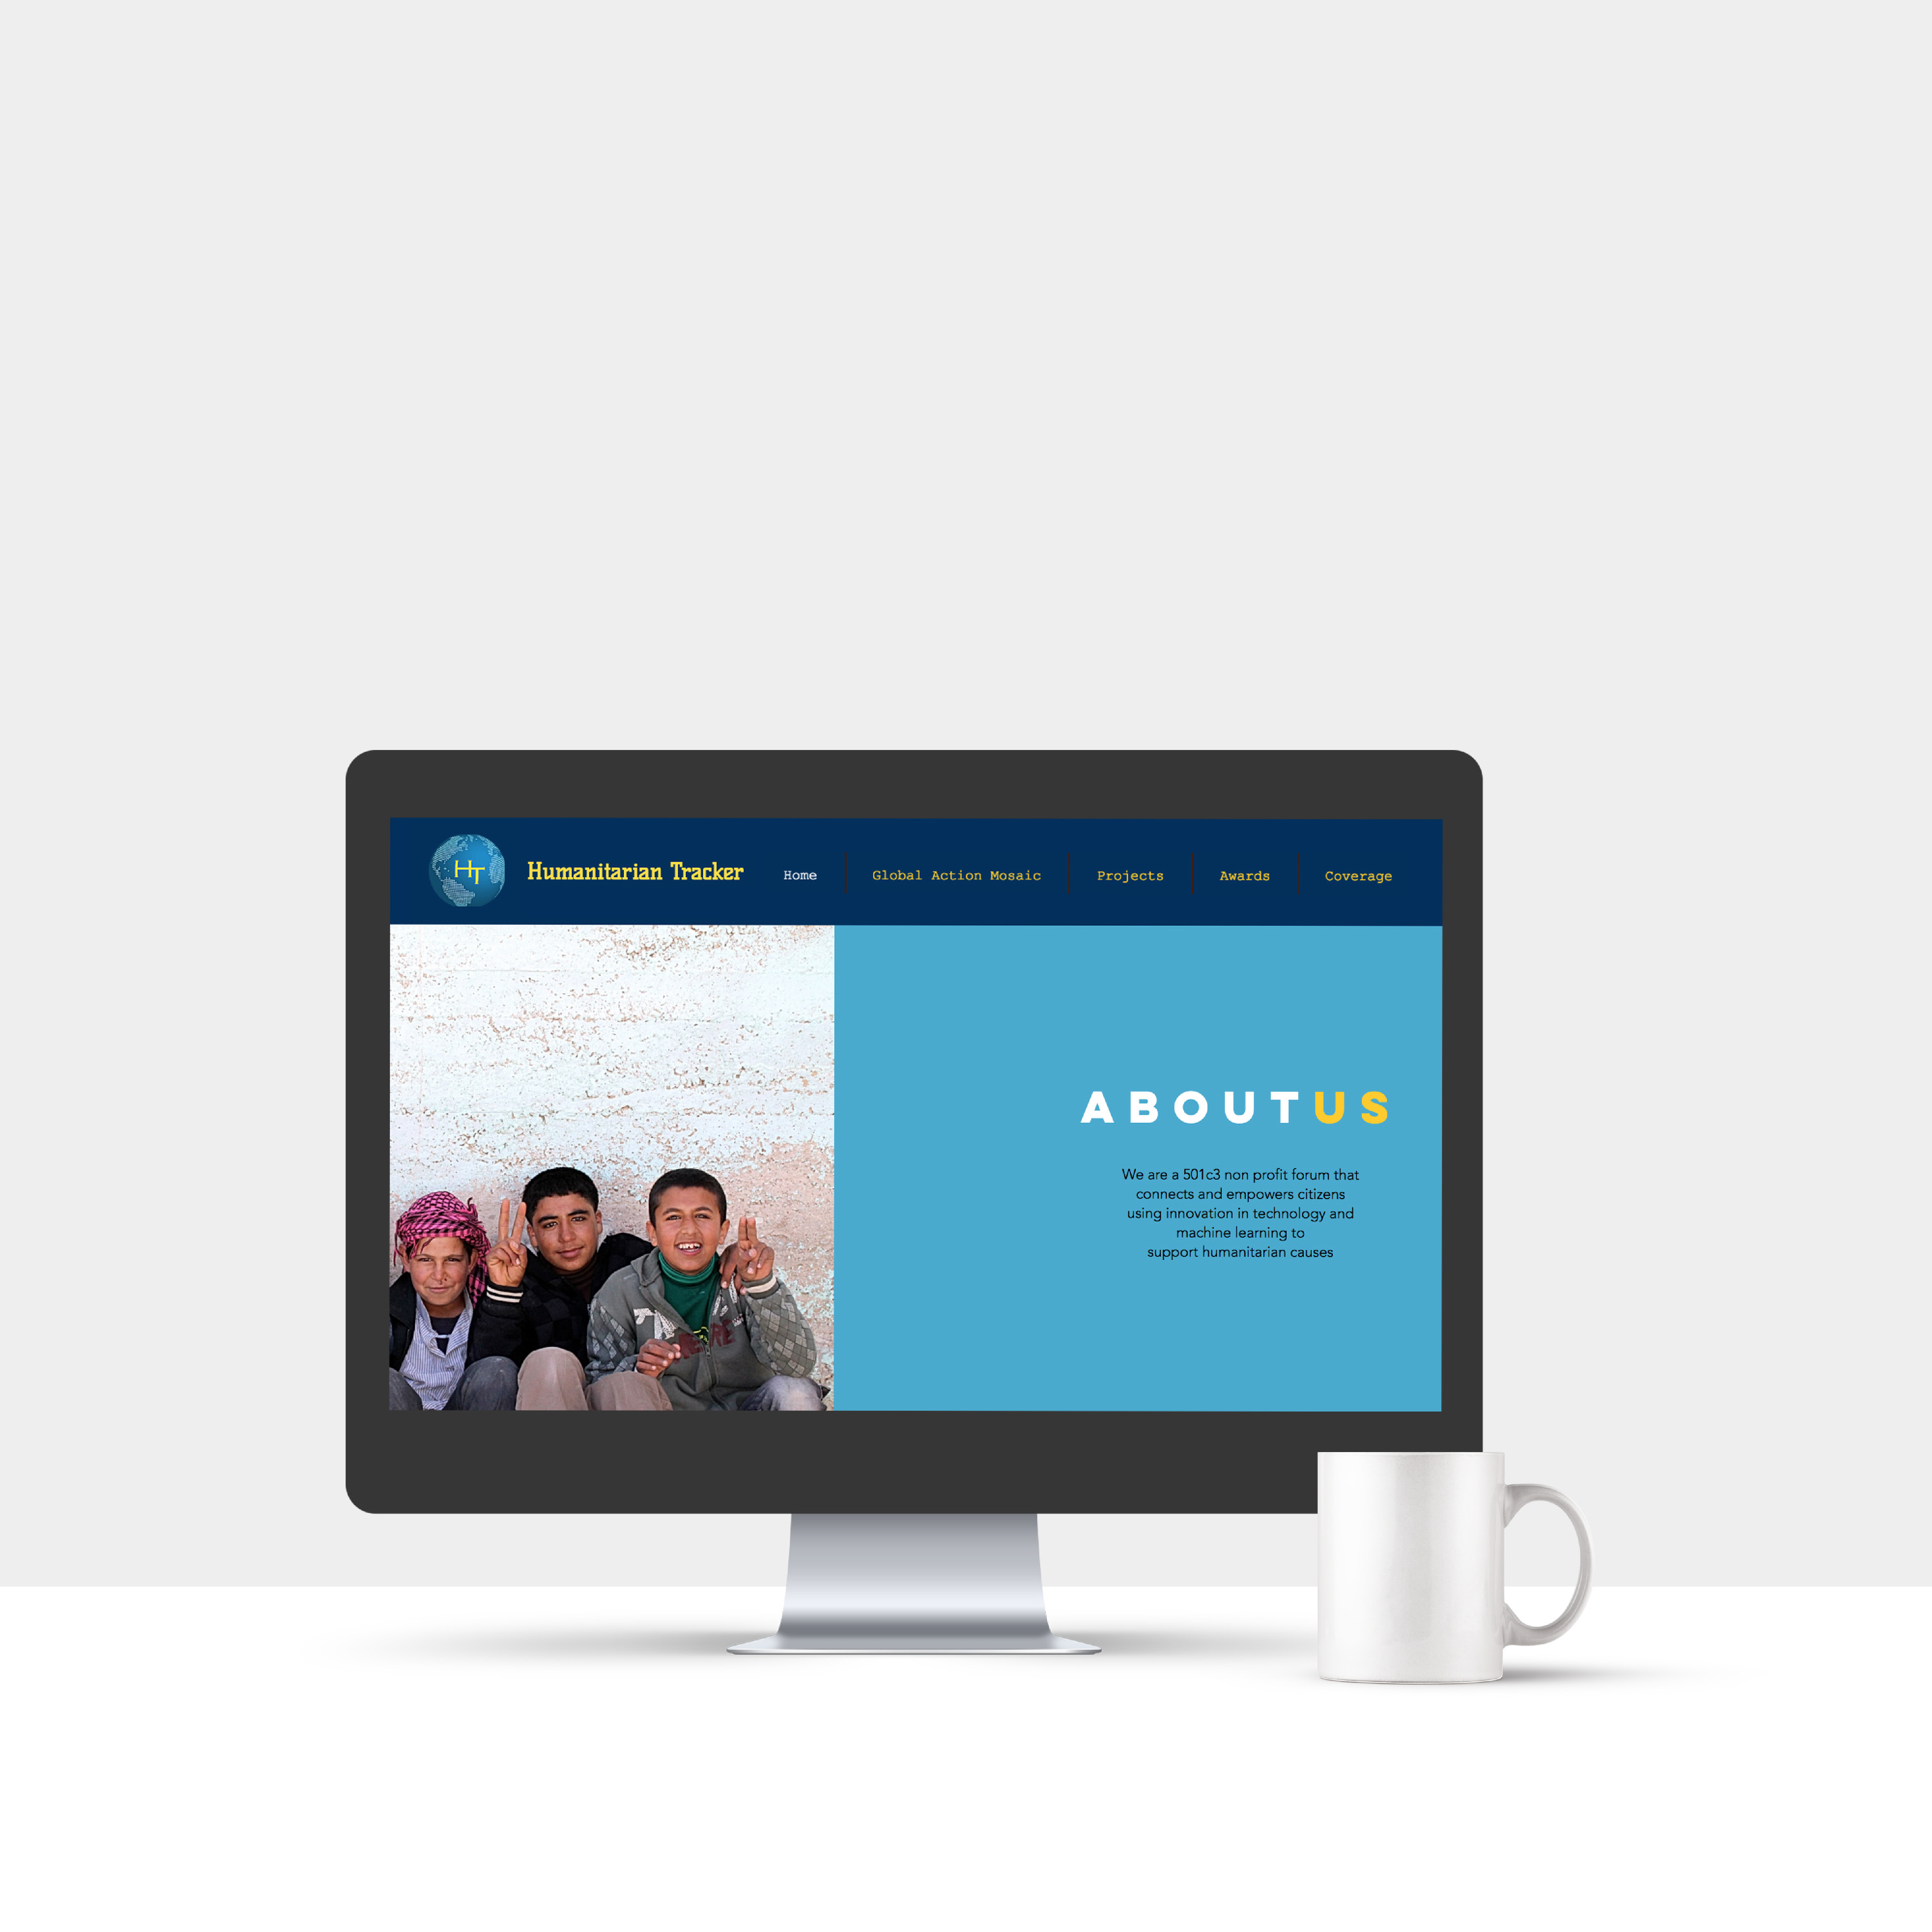 HT
Humanitarian Tracker
Home
Global Action Mosaic
Projects
Awards
Coverage
ABOUTUS
We are a 501c3 non profit forum that
connects and empowers citizens
using innovation in technology and
machine learning to
support humanitarian causes